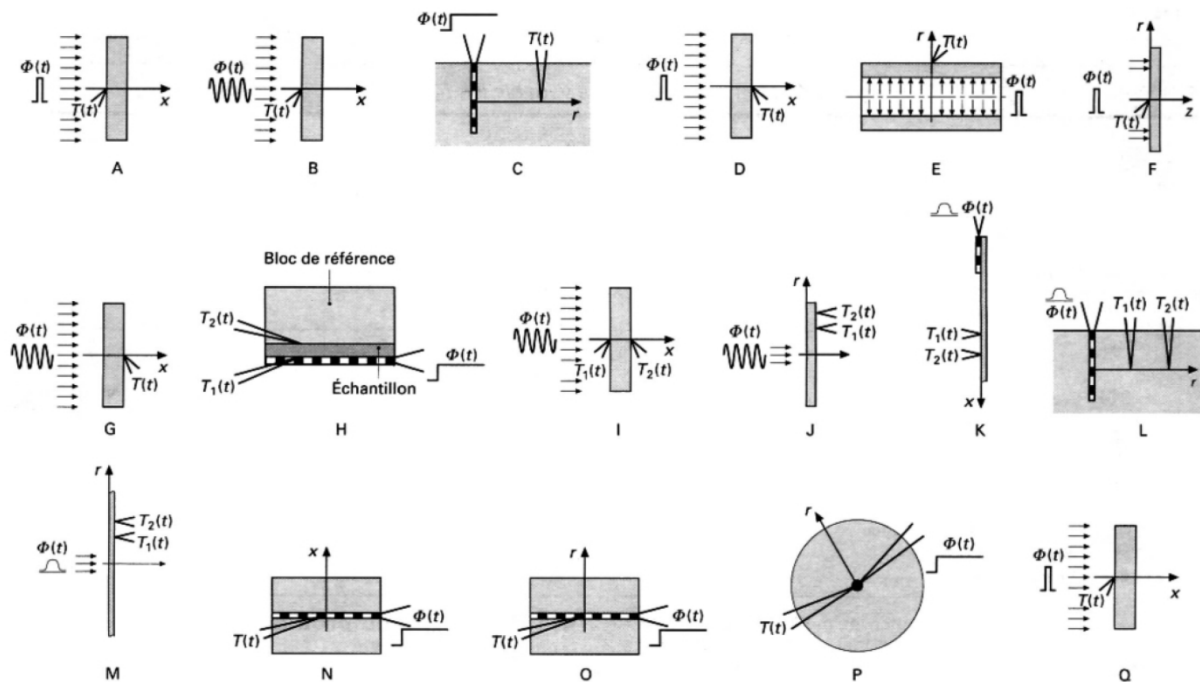 Φ(t)
T(t)
x
A
Φ(t)
T(t)
x
B
Φ(t)
T(t)
r
C
Φ(t)
T(t)
x
D
r
T(t)
Φ(t)
E
r
Φ(t)
T(t)
z
F
Φ(t)
T(t)
x
G
Bloc de référence
T₂(t)
T₁(t)
Φ(t)
Échantillon
H
Φ(t)
T₁(t)
T₂(t)
x
I
r
T₂(t)
T₁(t)
Φ(t)
J
Φ(t)
r
T₁(t)
T₂(t)
x
K
Φ(t)
T₁(t)
T₂(t)
r
L
r
T₂(t)
T₁(t)
Φ(t)
M
x
Φ(t)
T(t)
N
r
Φ(t)
T(t)
O
r
Φ(t)
T(t)
P
Φ(t)
T(t)
x
Q